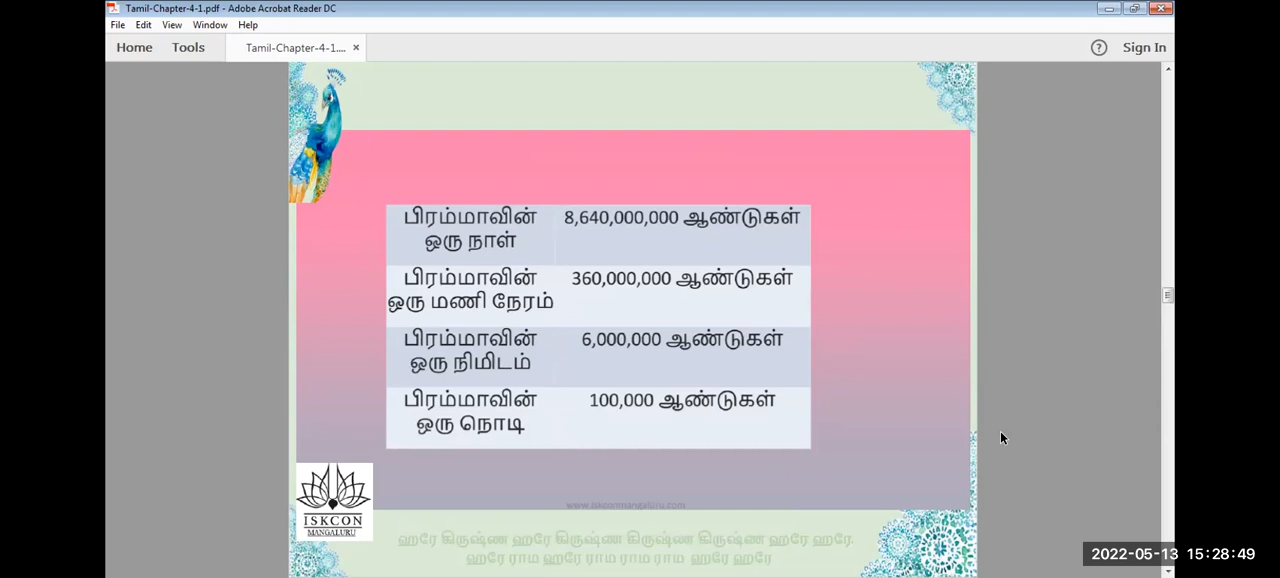 Tamil-Chapter-4-1.pdf - Adobe Acrobat Reader DC
File Edit View Window Help
Home Tools Tamil-Chapter-4-1.... × ? Sign In
பிரம்மாவின் 8,640,000,000 ஆண்டுகள்
ஒரு நாள்
பிரம்மாவின் 360,000,000 ஆண்டுகள்
ஒரு மணி நேரம்
பிரம்மாவின் 6,000,000 ஆண்டுகள்
ஒரு நிமிடம்
பிரம்மாவின் 100,000 ஆண்டுகள்
ஒரு நொடி
ISKCON
MANGALURU
www.iskconmangaluru.com
ஹரே கிருஷ்ண ஹரே கிருஷ்ண கிருஷ்ண கிருஷ்ண ஹரே ஹரே
ஹரே ராம ஹரே ராம ராம ராம ஹரே ஹரே
2022-05-13 15:28:49